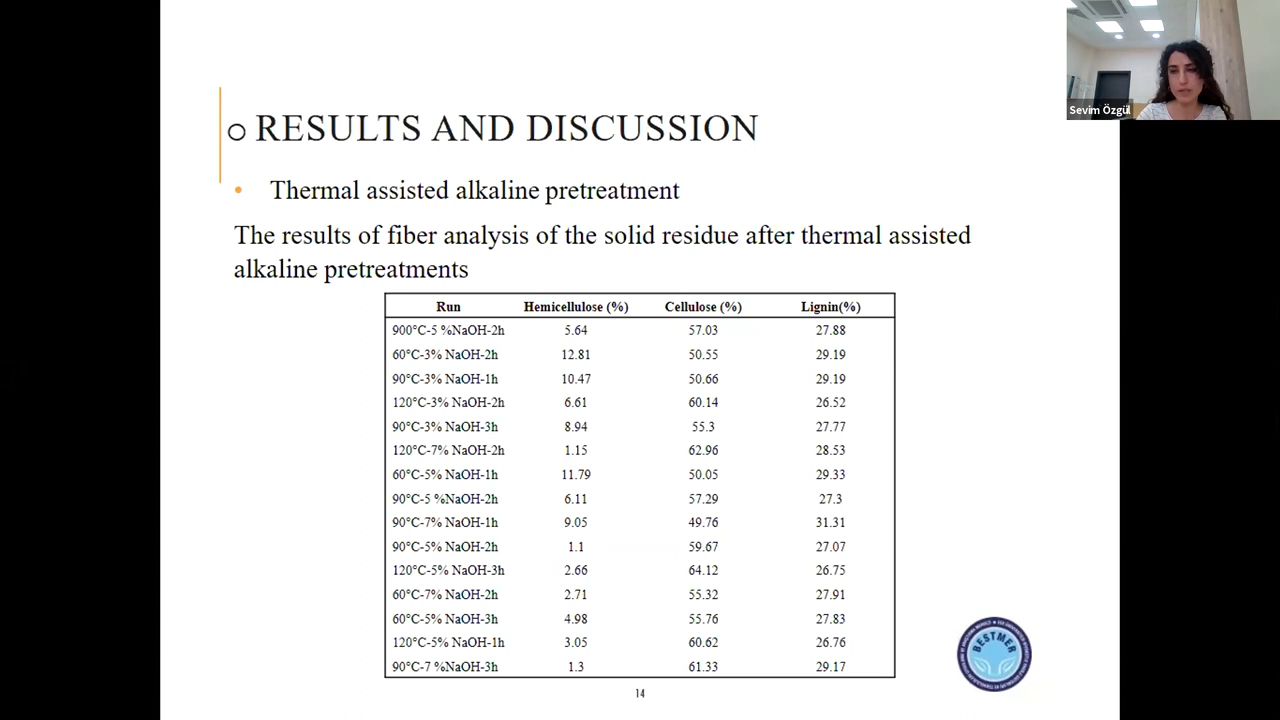 Sevim Özgül
o RESULTS AND DISCUSSION
• Thermal assisted alkaline pretreatment
The results of fiber analysis of the solid residue after thermal assisted
alkaline pretreatments
Run Hemicellulose (%) Cellulose (%) Lignin(%)
900°C-5 %NaOH-2h 5.64 57.03 27.88
60°C-3% NaOH-2h 12.81 50.55 29.19
90°C-3% NaOH-1h 10.47 50.66 29.19
120°C-3% NaOH-2h 6.61 60.14 26.52
90°C-3% NaOH-3h 8.94 55.3 27.77
120°C-7% NaOH-2h 1.15 62.96 28.53
60°C-5% NaOH-1h 11.79 50.05 29.33
90°C-5 %NaOH-2h 6.11 57.29 27.3
90°C-7% NaOH-1h 9.05 49.76 31.31
90°C-5% NaOH-2h 1.1 59.67 27.07
120°C-5% NaOH-3h 2.66 64.12 26.75
60°C-7% NaOH-2h 2.71 55.32 27.91
60°C-5% NaOH-3h 4.98 55.76 27.83
120°C-5% NaOH-1h 3.05 60.62 26.76
90°C-7 %NaOH-3h 1.3 61.33 29.17
BESTMER
14